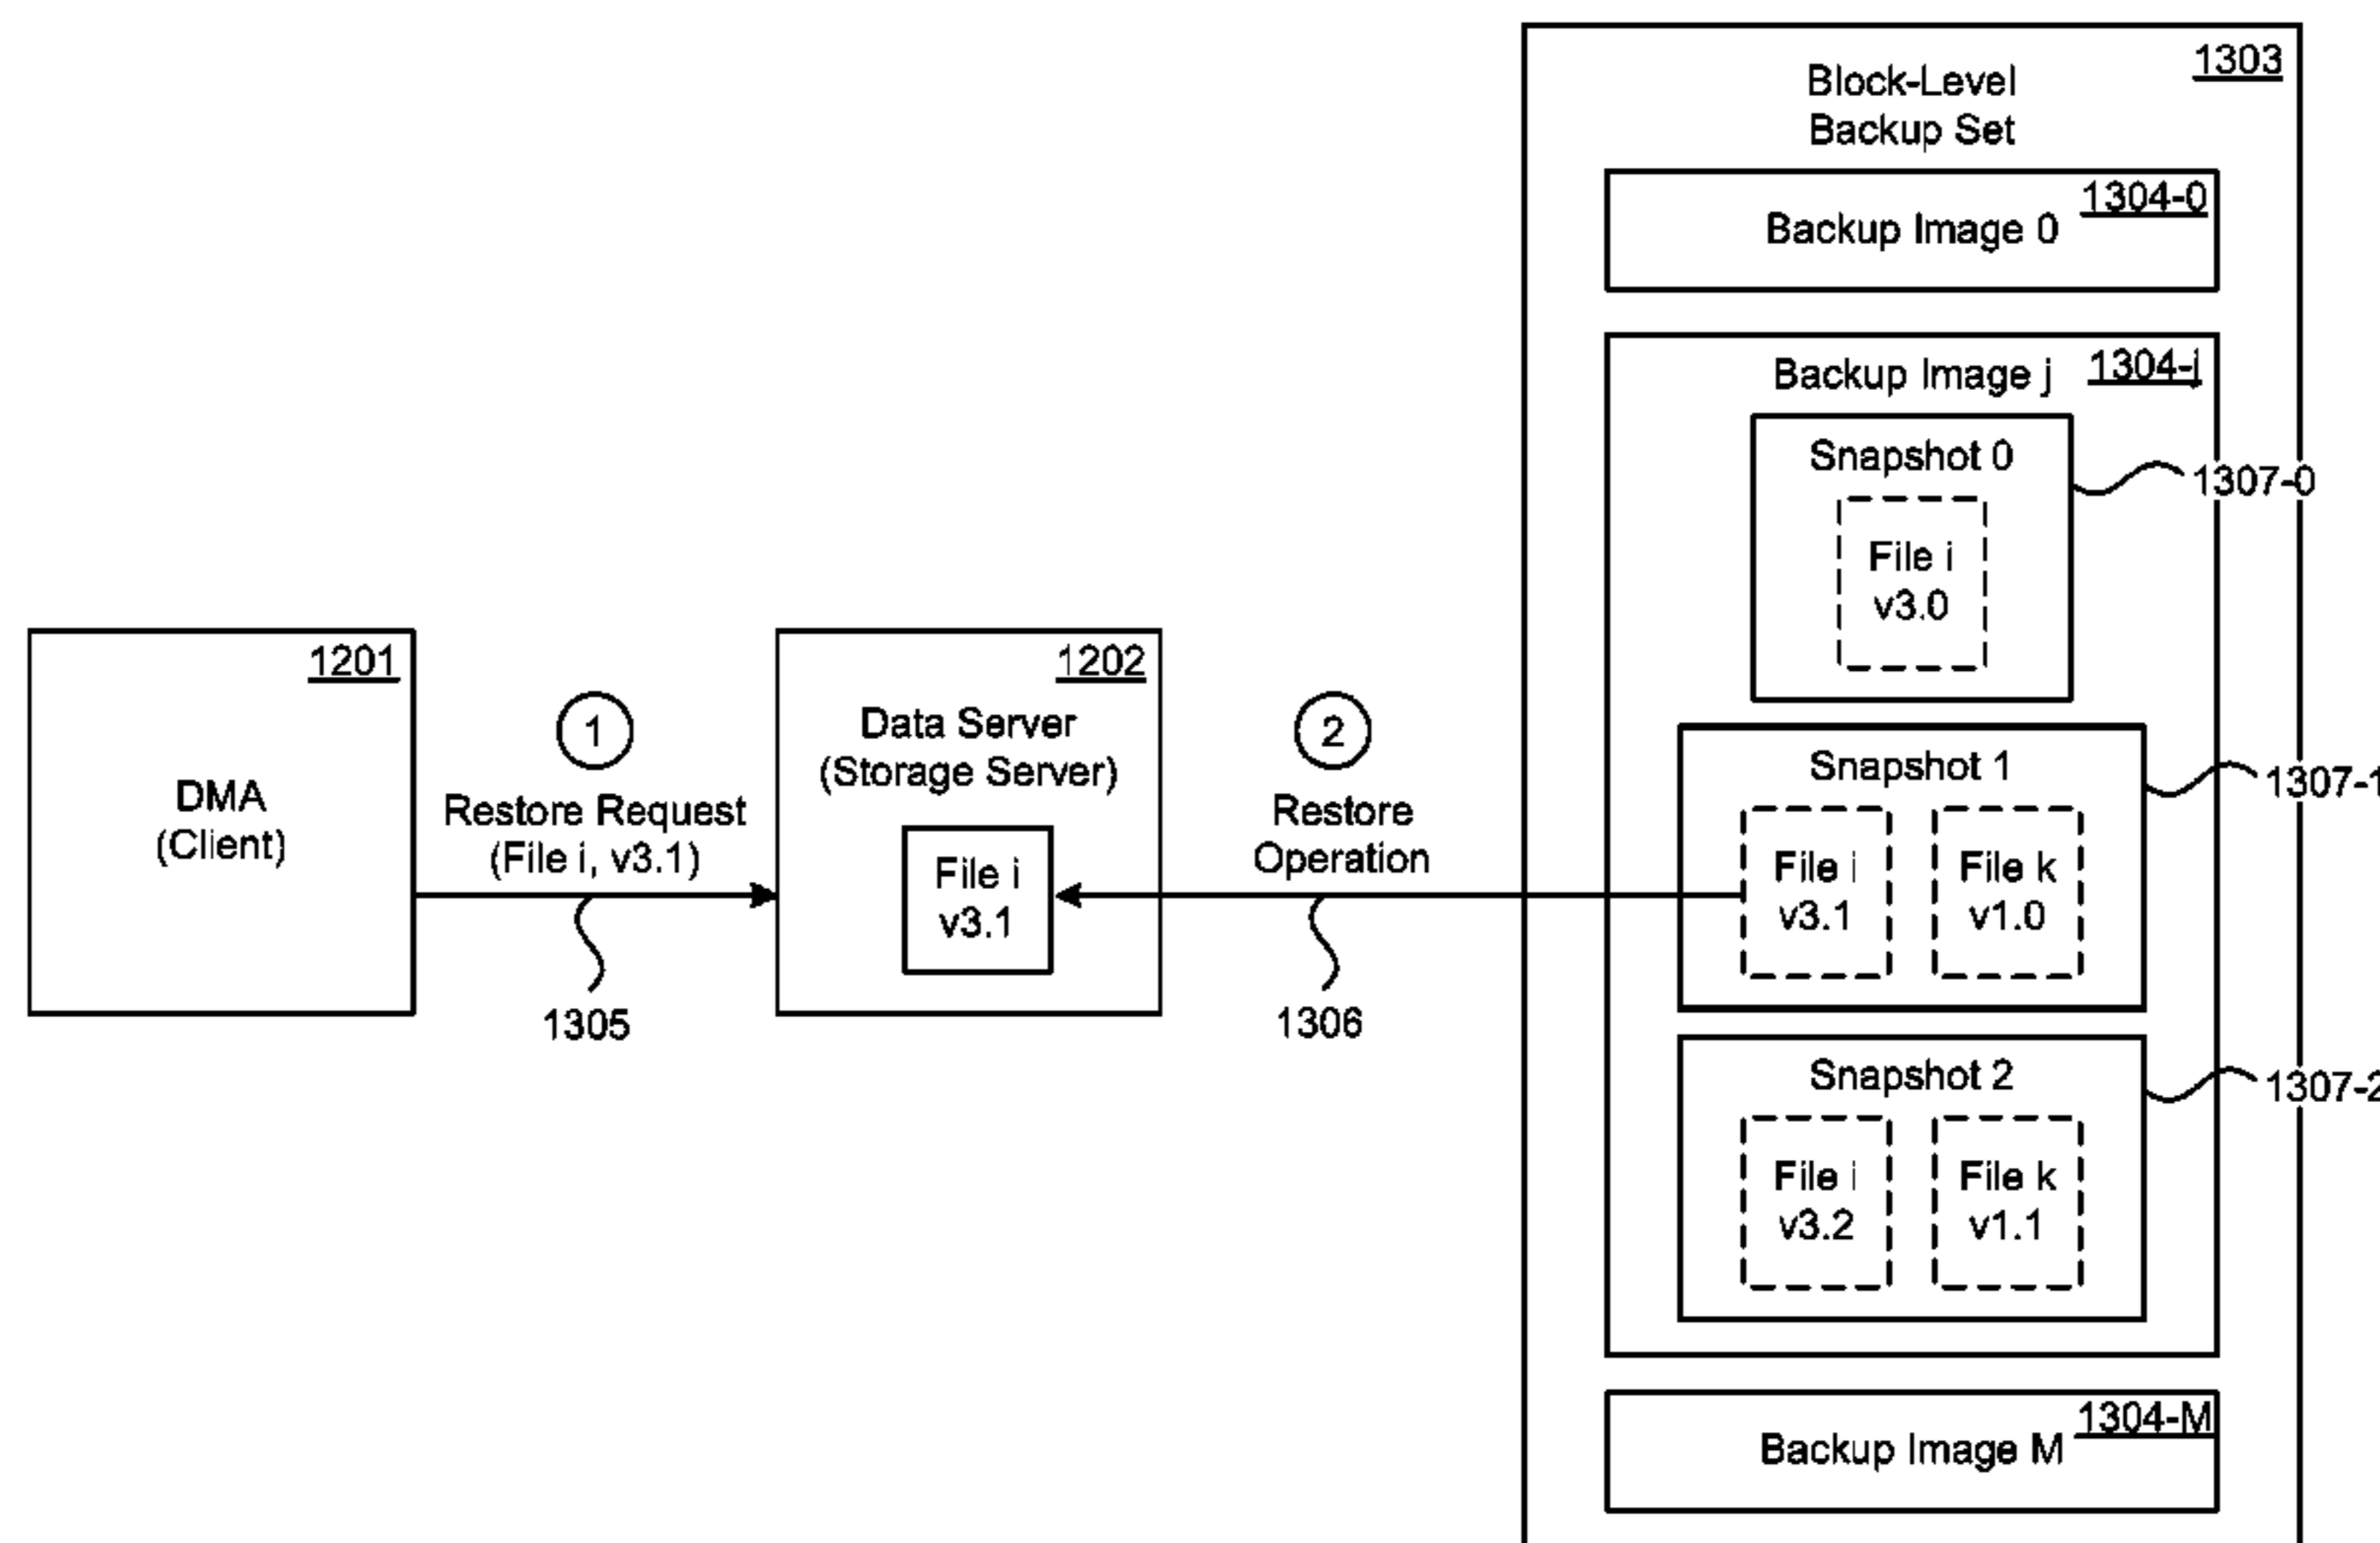 1303
Block-Level
Backup Set
1304-0
Backup Image 0
1304-j
Backup Image j
Snapshot 0
1307-0
File i
v3.0
1201
DMA
(Client)
1
Restore Request
(File i, v3.1)
1305
1202
Data Server
(Storage Server)
File i
v3.1
2
Restore
Operation
1306
Snapshot 1
1307-1
File i
v3.1
File k
v1.0
Snapshot 2
1307-2
File i
v3.2
File k
v1.1
1304-M
Backup Image M